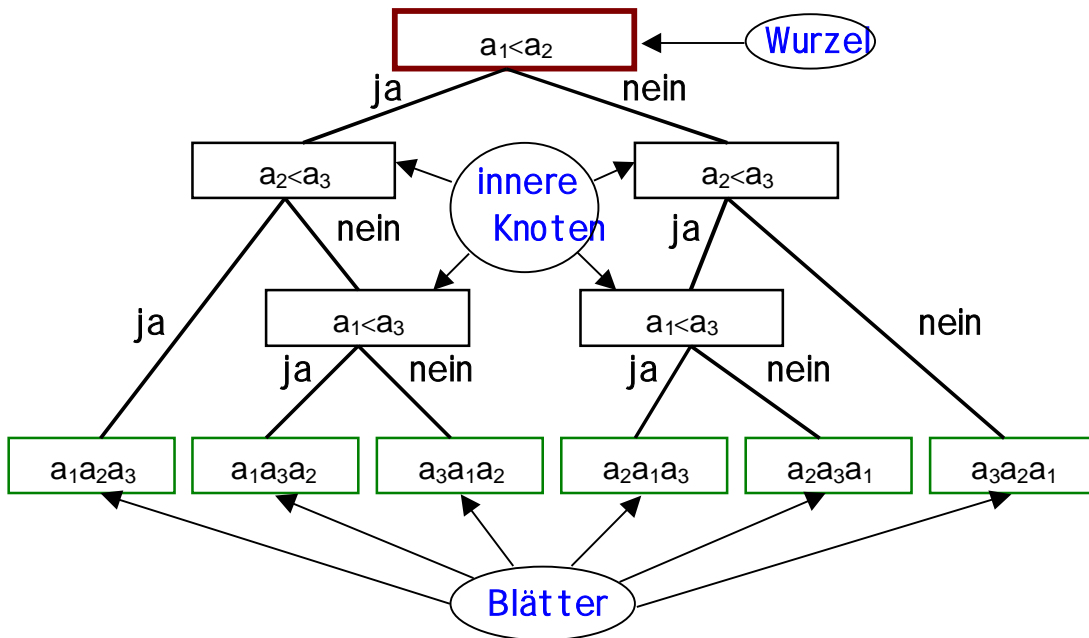 a₁<a₂
Wurzel
ja
nein
a₂<a₃
innere
Knoten
a₂<a₃
nein
ja
ja
a₁<a₃
a₁<a₃
nein
ja
nein
ja
nein
a₁a₂a₃
a₁a₃a₂
a₃a₁a₂
a₂a₁a₃
a₂a₃a₁
a₃a₂a₁
Blätter